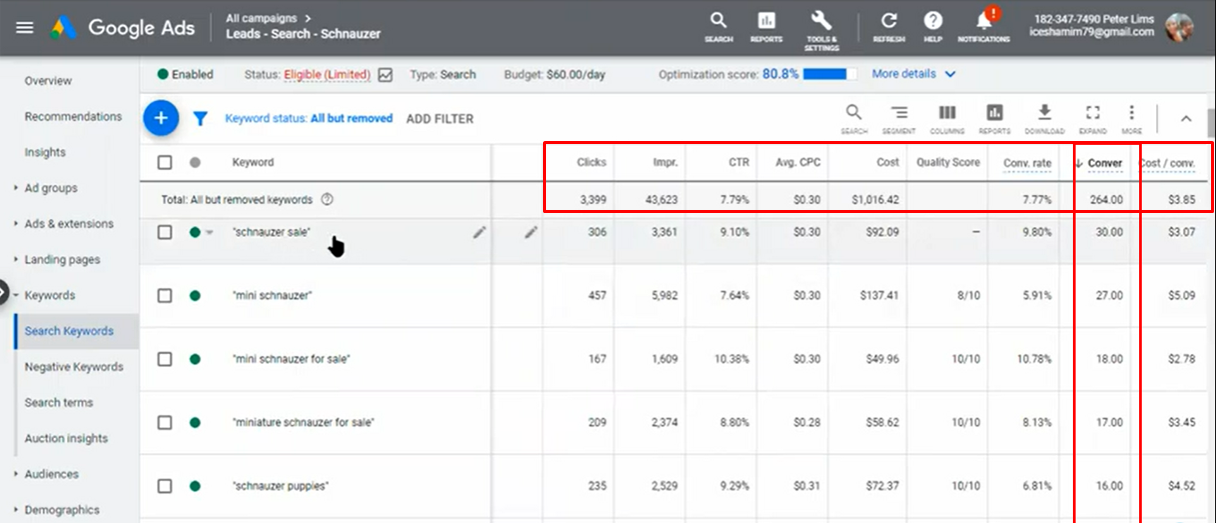 Google Ads
All campaigns
Leads - Search - Schnauzer
SEARCH
REPORTS
TOOLS & SETTINGS
REFRESH
HELP
!
NOTIFICATIONS
182-347-7490 Peter Lims
iceshamim79@gmail.com
Overview
Recommendations
Insights
Ad groups
Ads & extensions
Landing pages
Keywords
Search Keywords
Negative Keywords
Search terms
Auction insights
Audiences
Demographics
Enabled Status: Eligible (Limited) Type: Search Budget: $60.00/day Optimization score: 80.8% More details
Keyword status: All but removed ADD FILTER
SEARCH SEGMENT COLUMNS REPORTS DOWNLOAD EXPAND MORE
Keyword Clicks Impr. CTR Avg. CPC Cost Quality Score Conv. rate Conver Cost / conv.
Total: All but removed keywords 3,399 43,623 7.79% $0.30 $1,016.42 7.77% 264.00 $3.85
"schnauzer sale" 306 3,361 9.10% $0.30 $92.09 – 9.80% 30.00 $3.07
"mini schnauzer" 457 5,982 7.64% $0.30 $137.41 8/10 5.91% 27.00 $5.09
"mini schnauzer for sale" 167 1,609 10.38% $0.30 $49.96 10/10 10.78% 18.00 $2.78
"miniature schnauzer for sale" 209 2,374 8.80% $0.28 $58.62 10/10 8.13% 17.00 $3.45
"schnauzer puppies" 235 2,529 9.29% $0.31 $72.37 10/10 6.81% 16.00 $4.52